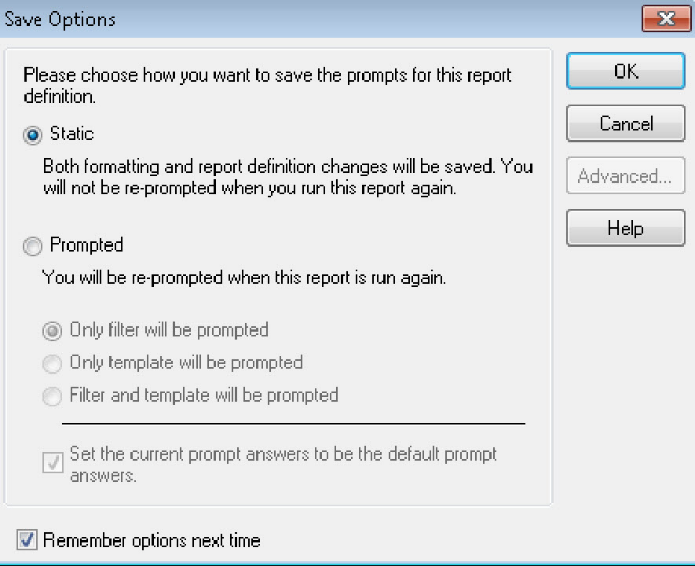 Save Options
Please choose how you want to save the prompts for this report
definition.
Static
Both formatting and report definition changes will be saved. You
will not be re-prompted when you run this report again.
Prompted
You will be re-prompted when this report is run again.
Only filter will be prompted
Only template will be prompted
Filter and template will be prompted
Set the current prompt answers to be the default prompt
answers.
Remember options next time
OK
Cancel
Advanced...
Help